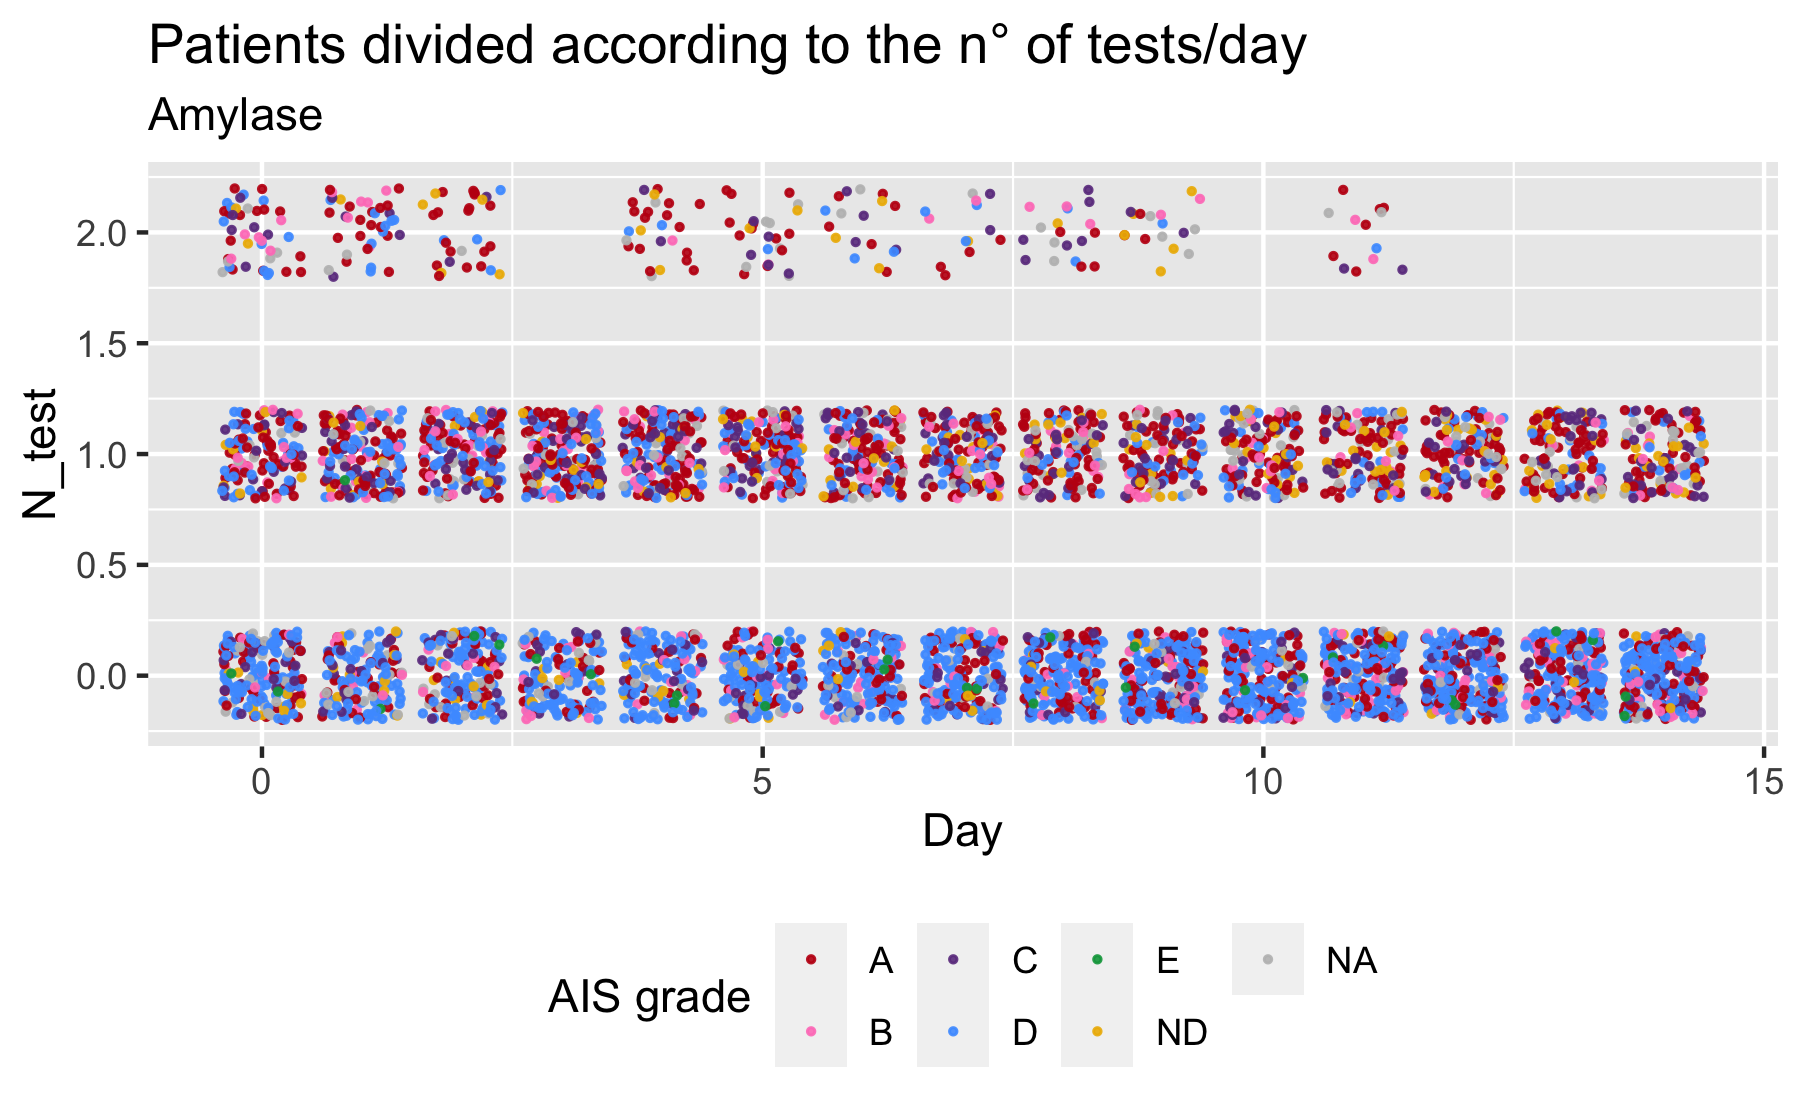 Patients divided according to the n° of tests/day
Amylase
N_test
2.0
1.5
1.0
0.5
0.0
0 5 10 15
Day
AIS grade
A C E NA
B D ND